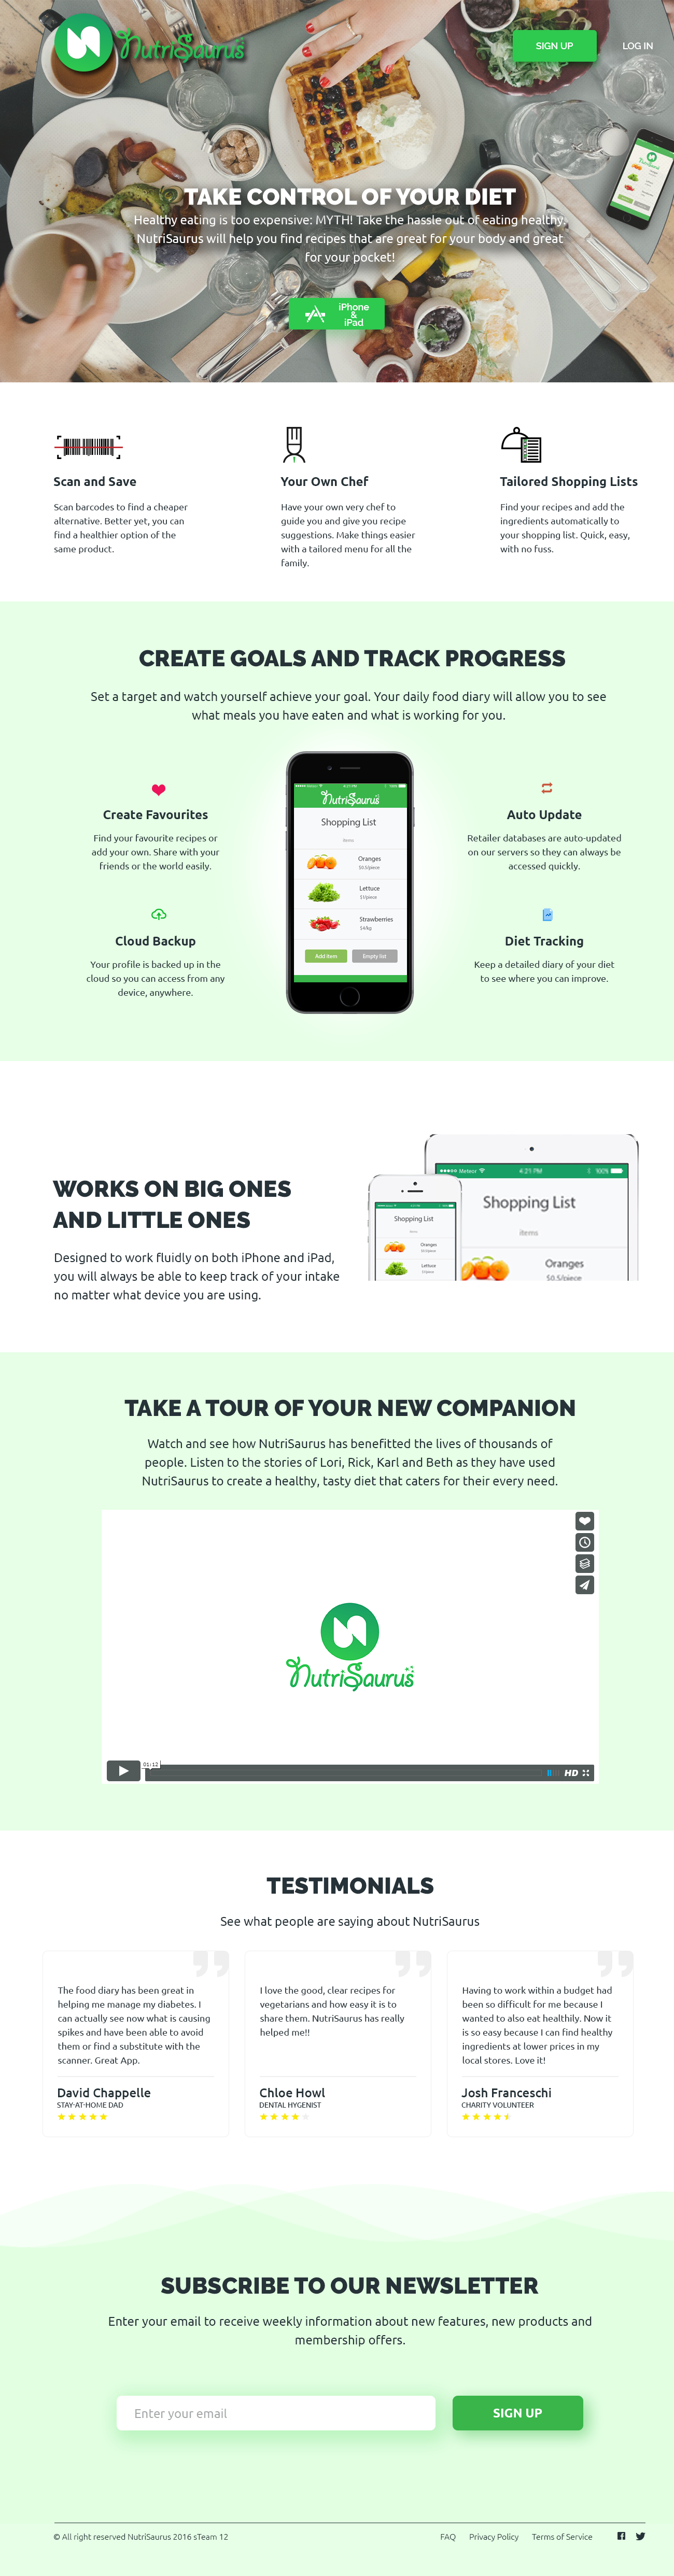 NutriSaurus
SIGN UP
LOG IN
TAKE CONTROL OF YOUR DIET
Healthy eating is too expensive: MYTH! Take the hassle out of eating healthy.
NutriSaurus will help you find recipes that are great for your body and great
for your pocket!
iPhone
&
iPad
Scan and Save
Scan barcodes to find a cheaper
alternative. Better yet, you can
find a healthier option of the
same product.
Your Own Chef
Have your own very chef to
guide you and give you recipe
suggestions. Make things easier
with a tailored menu for all the
family.
Tailored Shopping Lists
Find your recipes and add the
ingredients automatically to
your shopping list. Quick, easy,
with no fuss.
CREATE GOALS AND TRACK PROGRESS
Set a target and watch yourself achieve your goal. Your daily food diary will allow you to see
what meals you have eaten and what is working for you.
Create Favourites
Find your favourite recipes or
add your own. Share with your
friends or the world easily.
Cloud Backup
Your profile is backed up in the
cloud so you can access from any
device, anywhere.
4:21 PM
NutriSaurus
Shopping List
items
Oranges
$0.5/piece
Lettuce
$1/piece
Strawberries
$4/kg
Add item
Empty list
Auto Update
Retailer databases are auto-updated
on our servers so they can always be
accessed quickly.
Diet Tracking
Keep a detailed diary of your diet
to see where you can improve.
WORKS ON BIG ONES
AND LITTLE ONES
Designed to work fluidly on both iPhone and iPad,
you will always be able to keep track of your intake
no matter what device you are using.
Meteor
4:21 PM
100%
Shopping List
items
Oranges
$0.5/piece
Shopping List
items
Oranges
$0.5/piece
Lettuce
$1/piece
TAKE A TOUR OF YOUR NEW COMPANION
Watch and see how NutriSaurus has benefitted the lives of thousands of
people. Listen to the stories of Lori, Rick, Karl and Beth as they have used
NutriSaurus to create a healthy, tasty diet that caters for their every need.
NutriSaurus
01:12
HD
TESTIMONIALS
See what people are saying about NutriSaurus
The food diary has been great in
helping me manage my diabetes. I
can actually see now what is causing
spikes and have been able to avoid
them or find a substitute with the
scanner. Great App.
David Chappelle
STAY-AT-HOME DAD
I love the good, clear recipes for
vegetarians and how easy it is to
share them. NutriSaurus has really
helped me!!
Chloe Howl
DENTAL HYGENIST
Having to work within a budget had
been so difficult for me because I
wanted to also eat healthily. Now it
is so easy because I can find healthy
ingredients at lower prices in my
local stores. Love it!
Josh Franceschi
CHARITY VOLUNTEER
SUBSCRIBE TO OUR NEWSLETTER
Enter your email to receive weekly information about new features, new products and
membership offers.
Enter your email
SIGN UP
© All right reserved NutriSaurus 2016 sTeam 12
FAQ
Privacy Policy
Terms of Service